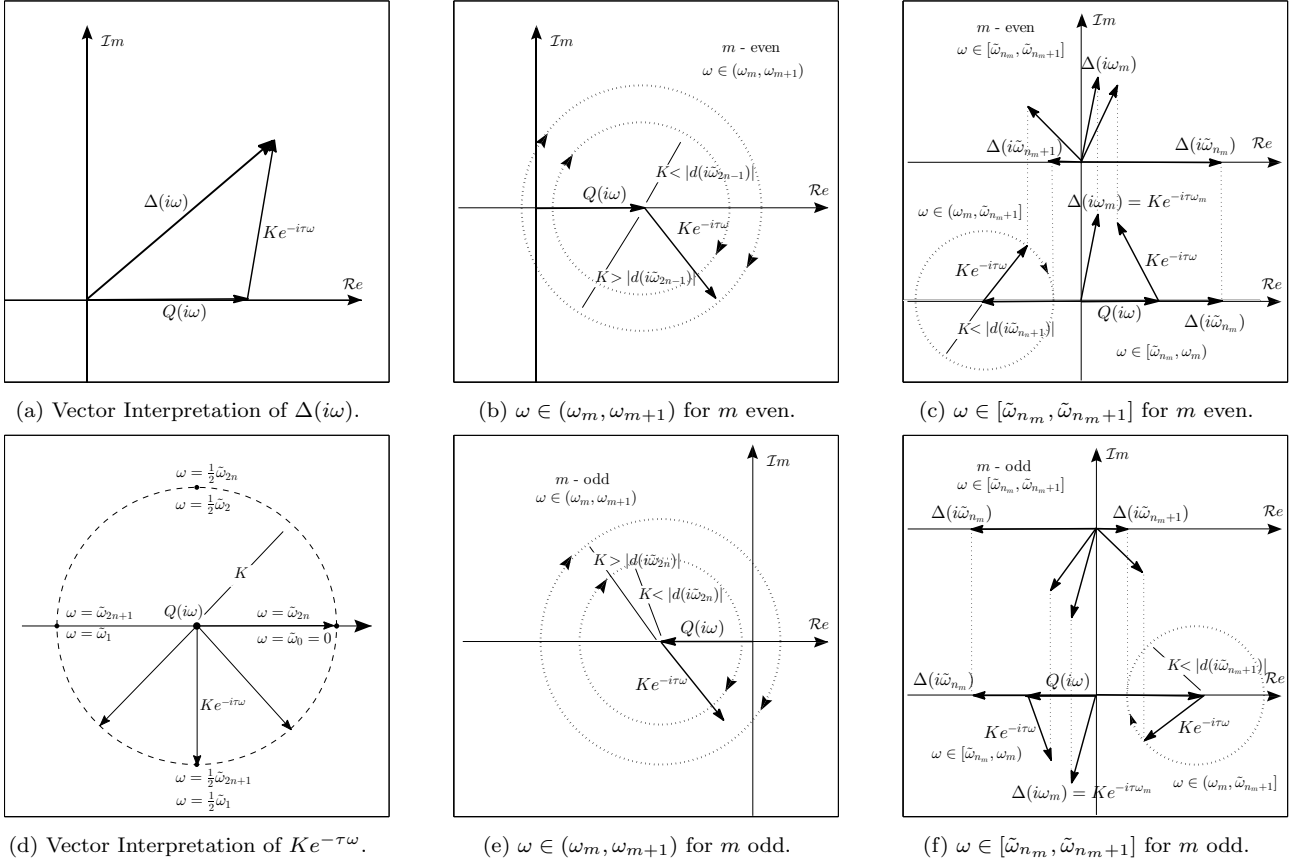 ℐm
Δ(iω)
Ke^{-iτω}
ℛe
Q(iω)
(a) Vector Interpretation of Δ(iω).
ℐm
m - even
ω ∈ (ω_m, ω_{m+1})
K < |d(iω̃_{2n−1})|
Q(iω)
ℛe
Ke^{-iτω}
K > |d(iω̃_{2n−1})|
(b) ω ∈ (ω_m, ω_{m+1}) for m even.
m - even
ℐm
ω ∈ [ω̃_{n_m}, ω̃_{n_m+1}]
Δ(iω_m)
Δ(iω̃_{n_m+1})
Δ(iω̃_{n_m})
ℛe
ω ∈ (ω_m, ω̃_{n_m+1}]
Δ(iω_m) = Ke^{-iτω_m}
Ke^{-iτω}
Ke^{-iτω}
ℛe
K < |d(iω̃_{n_n+1})|
Q(iω)
Δ(iω̃_{n_m})
ω ∈ [ω̃_{n_m}, ω_m)
(c) ω ∈ [ω̃_{n_m}, ω̃_{n_m+1}] for m even.
ω = ½ω̃_{2n}
ω = ½ω̃_2
K
ω = ω̃_{2n+1}
Q(iω)
ω = ω̃_{2n}
ω = ω̃_1
ω = ω̃_0 = 0
Ke^{-iτω}
ω = ½ω̃_{2n+1}
ω = ½ω̃_1
(d) Vector Interpretation of Ke^{−τω}.
ℐm
m - odd
ω ∈ (ω_m, ω_{m+1})
K > |d(iω̃_{2n})|
K < |d(iω̃_{2n})|
Q(iω)
ℛe
Ke^{-iτω}
(e) ω ∈ (ω_m, ω_{m+1}) for m odd.
ℐm
m - odd
ω ∈ [ω̃_{n_m}, ω̃_{n_m+1}]
Δ(iω̃_{n_m})
Δ(iω̃_{n_m+1})
ℛe
K < |d(iω̃_{n_m+1})|
Δ(iω̃_{n_m})
Q(iω)
ℛe
Ke^{-iτω}
Ke^{-iτω}
ω ∈ [ω̃_{n_m}, ω_m)
ω ∈ (ω_m, ω̃_{n_m+1}]
Δ(iω_m) = Ke^{-iτω_m}
(f) ω ∈ [ω̃_{n_m}, ω̃_{n_m+1}] for m odd.